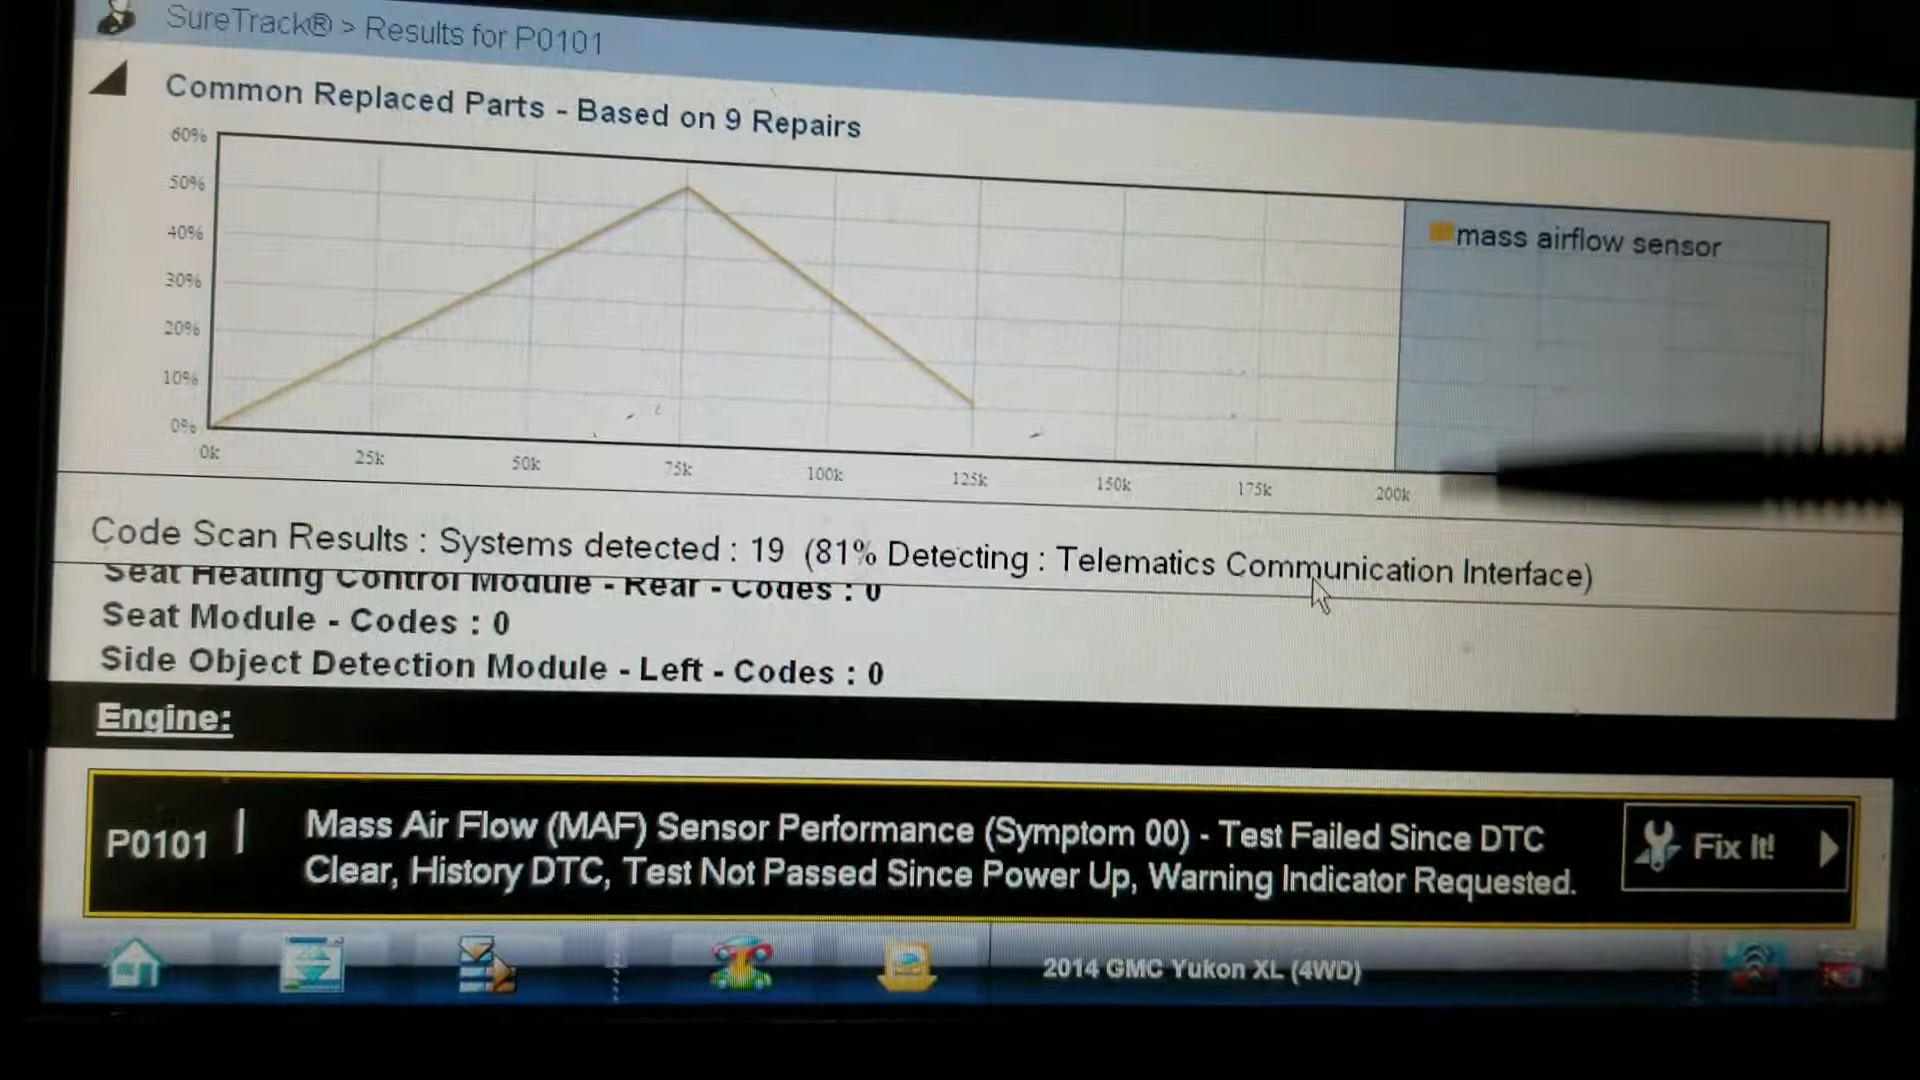 SureTrack® > Results for P0101
Common Replaced Parts - Based on 9 Repairs
60%
50%
40%
30%
20%
10%
0%
0k 25k 50k 75k 100k 125k 150k 175k 200k
mass airflow sensor
Code Scan Results : Systems detected : 19 (81% Detecting : Telematics Communication Interface)
Seat Heating Control Module - Rear - Codes : 0
Seat Module - Codes : 0
Side Object Detection Module - Left - Codes : 0
Engine:
P0101
Mass Air Flow (MAF) Sensor Performance (Symptom 00) - Test Failed Since DTC
Clear, History DTC, Test Not Passed Since Power Up, Warning Indicator Requested.
Fix It!
2014 GMC Yukon XL (4WD)